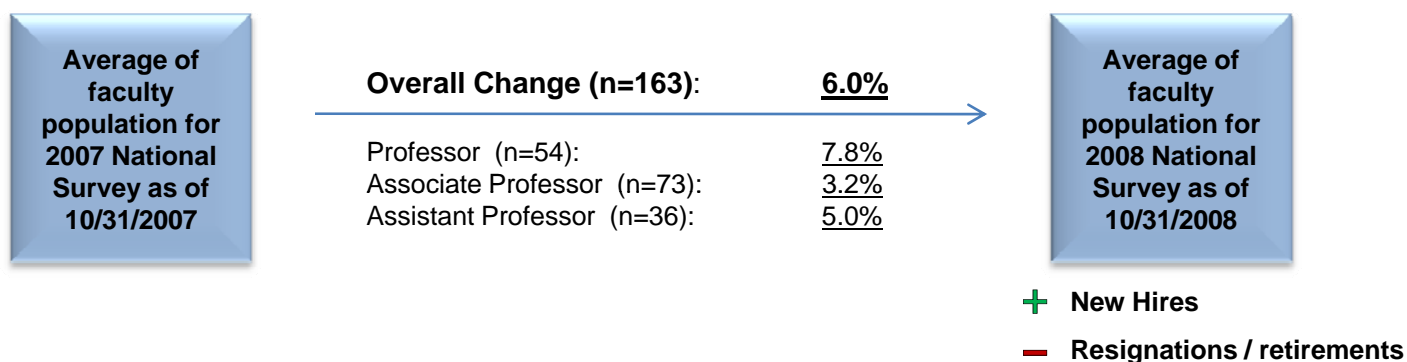 Average of
faculty
population for
2007 National
Survey as of
10/31/2007
Overall Change (n=163): 6.0%
Professor (n=54): 7.8%
Associate Professor (n=73): 3.2%
Assistant Professor (n=36): 5.0%
Average of
faculty
population for
2008 National
Survey as of
10/31/2008
+ New Hires
− Resignations / retirements